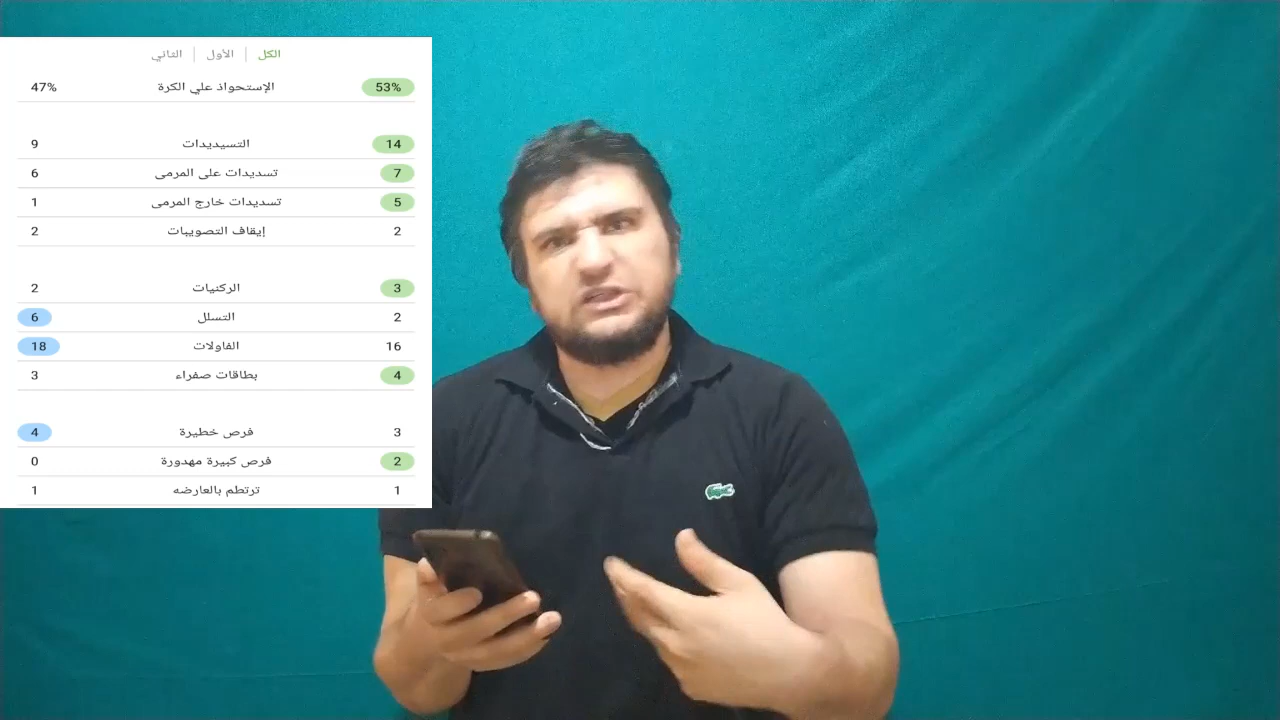 الكل | الأول | الثاني
53% الإستحواذ علي الكرة 47%
14 التسيديدات 9
7 تسديدات على المرمى 6
5 تسديدات خارج المرمى 1
2 إيقاف التصويبات 2
3 الركنيات 2
2 التسلل 6
16 الفاولات 18
4 بطاقات صفراء 3
3 فرص خطيرة 4
2 فرص كبيرة مهدورة 0
1 ترتطم بالعارضه 1